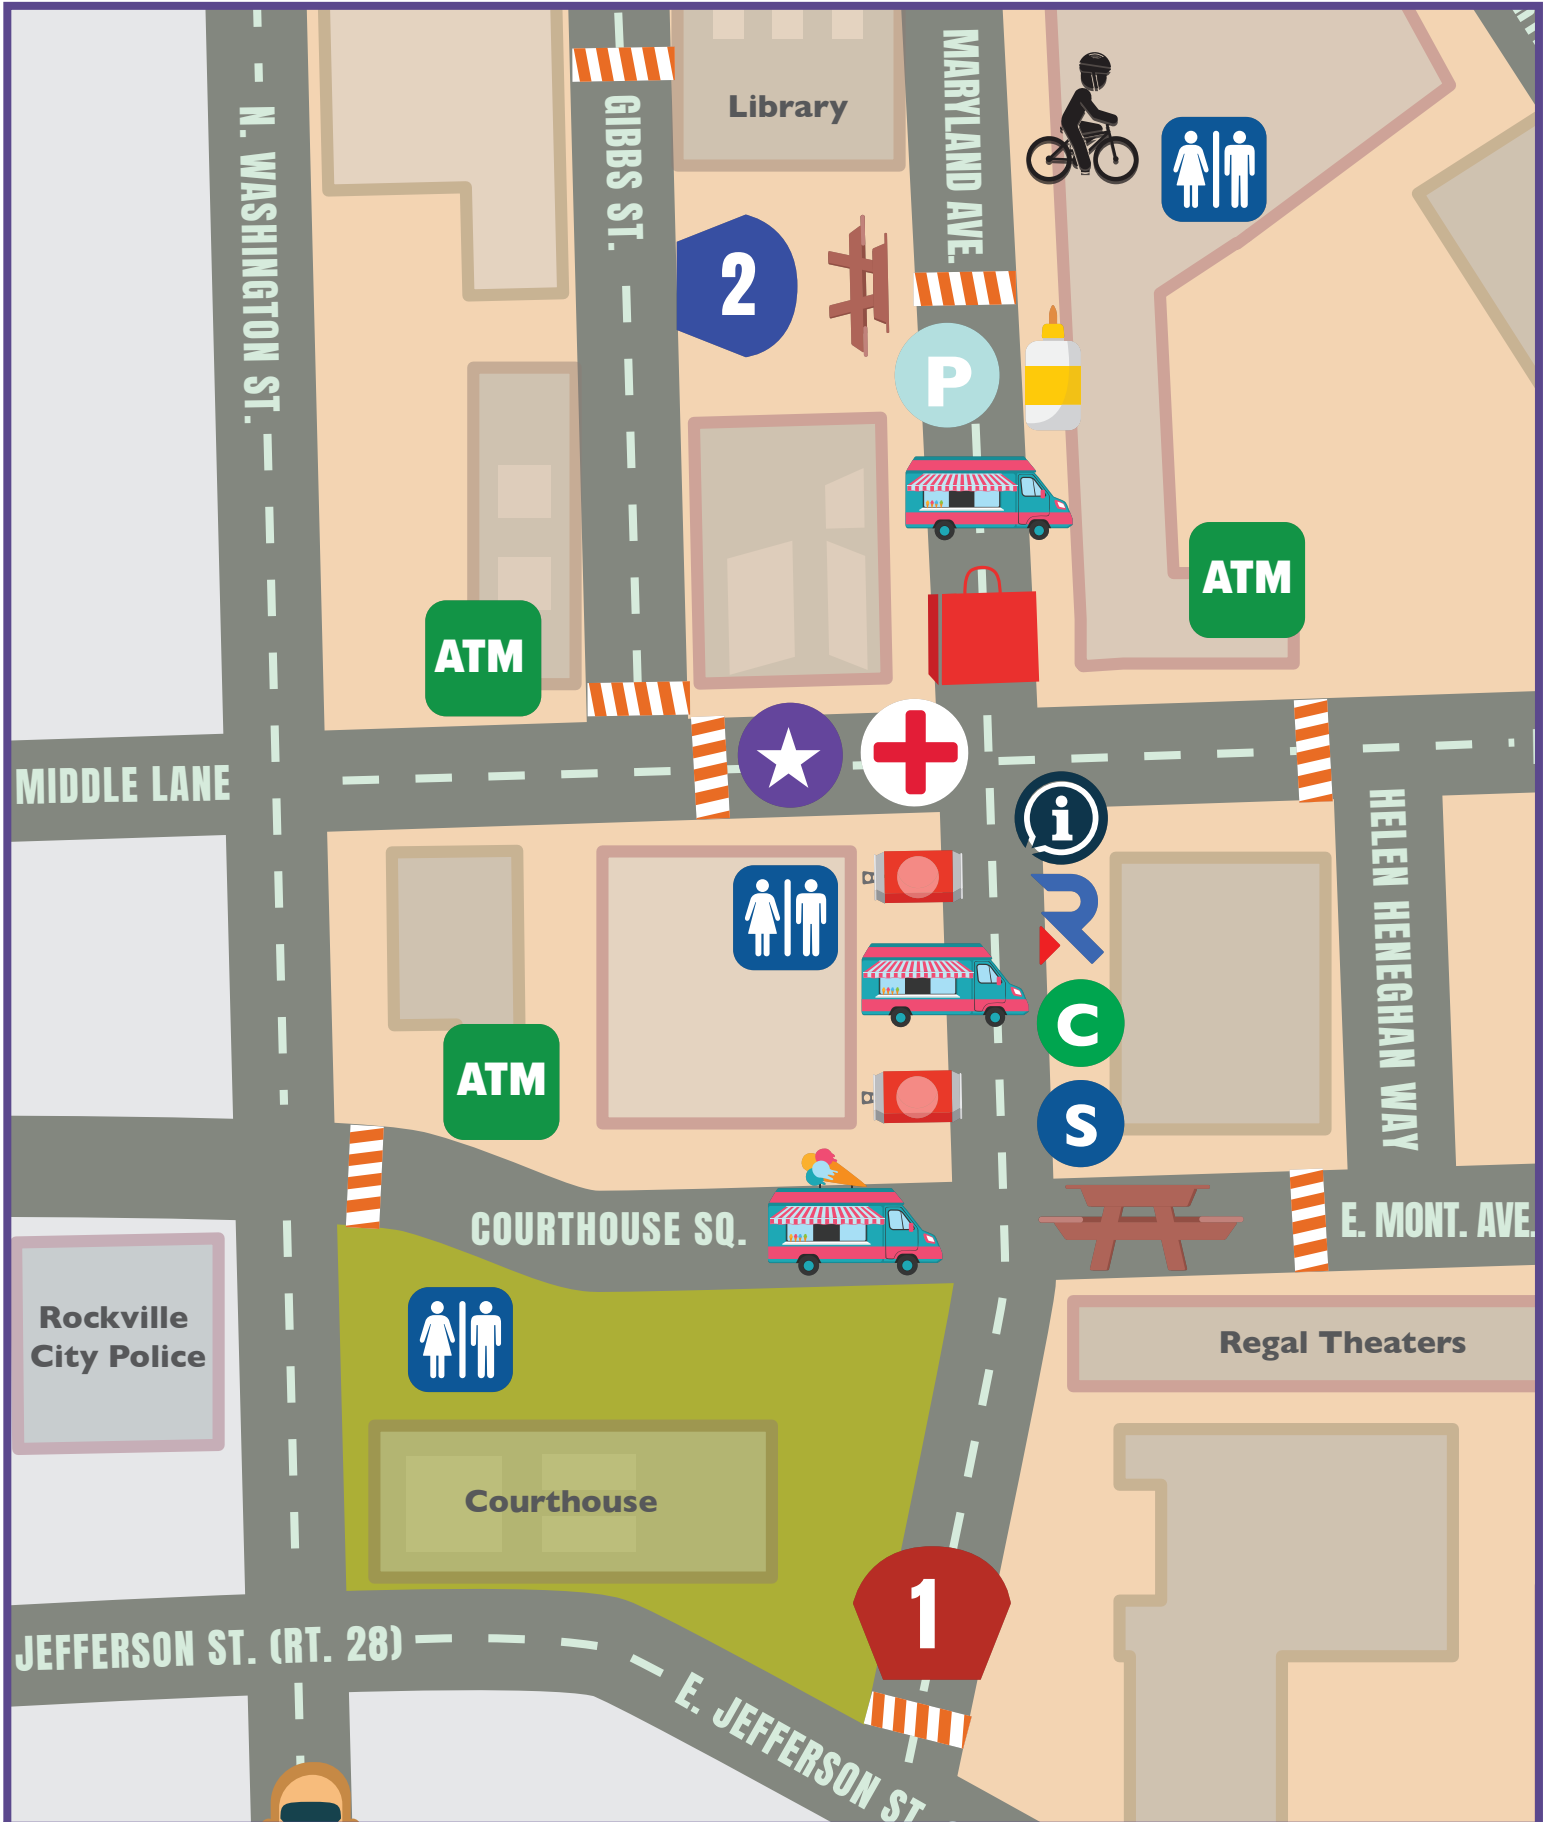 N. WASHINGTON ST.
GIBBS ST.
Library
MARYLAND AVE.
2
P
ATM
ATM
MIDDLE LANE
i
HELEN HENEGHAN WAY
R
C
ATM
S
COURTHOUSE SQ.
E. MONT. AVE.
Rockville
City Police
Regal Theaters
Courthouse
1
JEFFERSON ST. (RT. 28)
E. JEFFERSON ST.